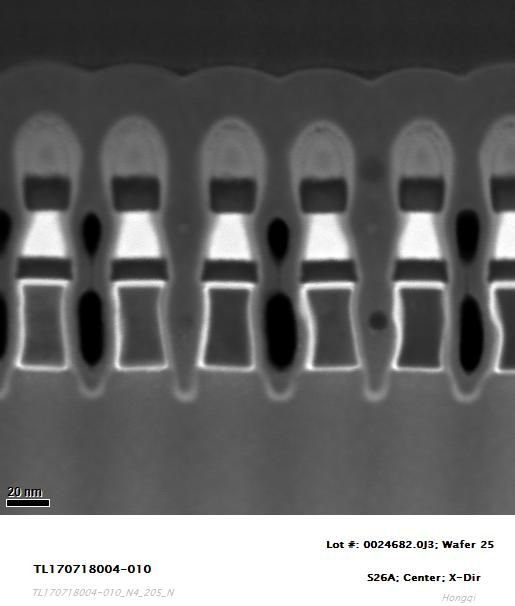 20 nm
Lot #: 0024682.0J3; Wafer 25
TL170718004-010
S26A; Center; X-Dir
TL170718004-010_N4_205_N
Hongqi